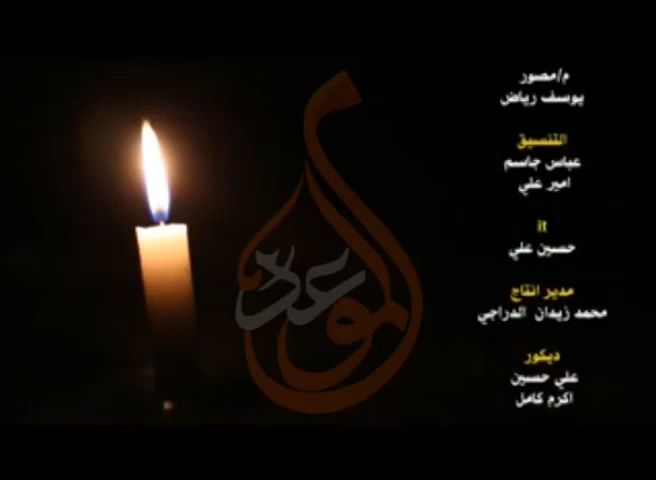 الموعد
م/مصور
يوسف رياض
التنسيق
عباس جاسم
امير علي
it
حسين علي
مدير انتاج
محمد زيدان الدراجي
ديكور
علي حسين
اكرم كامل